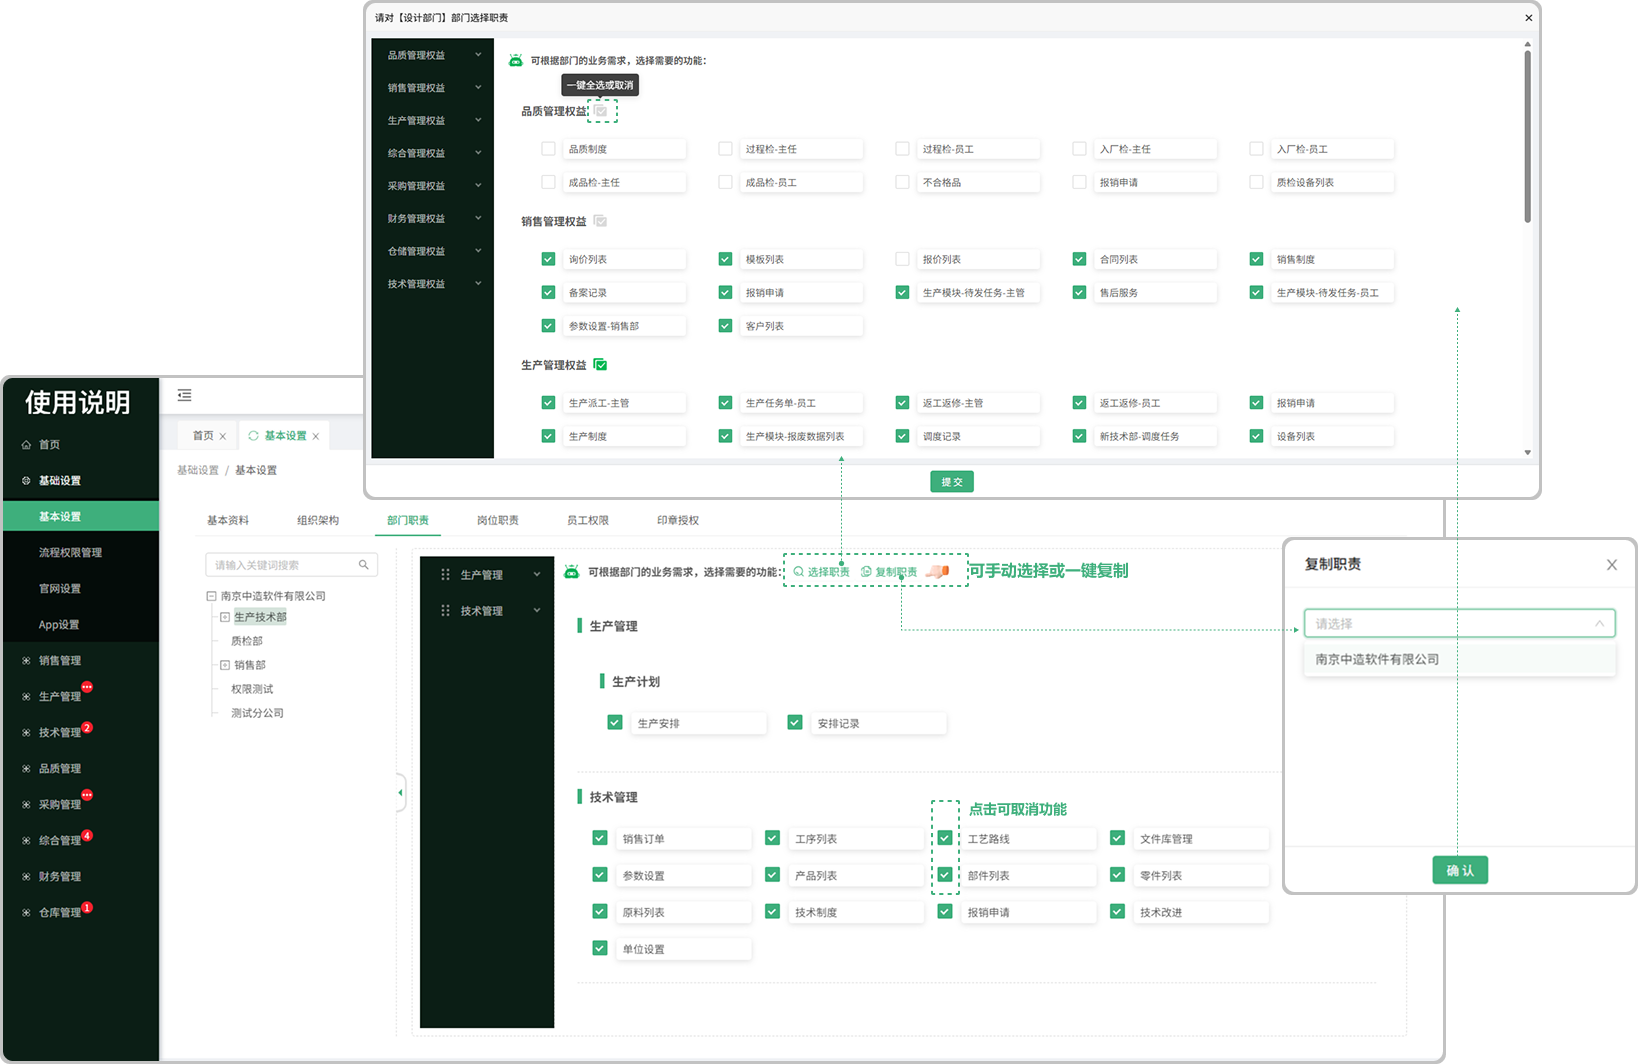 请对【设计部门】部门选择职责
品质管理权益
销售管理权益
生产管理权益
综合管理权益
采购管理权益
财务管理权益
仓储管理权益
技术管理权益
可根据部门的业务需求，选择需要的功能：
一键全选或取消
品质管理权益
品质制度 过程检-主任 过程检-员工 入厂检-主任 入厂检-员工
成品检-主任 成品检-员工 不合格品 报销申请 质检设备列表
销售管理权益
询价列表 模板列表 报价列表 合同列表 销售制度
备案记录 报销申请 生产模块-待发任务-主管 售后服务 生产模块-待发任务-员工
参数设置-销售部 客户列表
生产管理权益
生产派工-主管 生产任务单-员工 返工返修-主管 返工返修-员工 报销申请
生产制度 生产模块-报废数据列表 调度记录 新技术部-调度任务 设备列表
提 交
使用说明
首页
基础设置
基本设置
流程权限管理
官网设置
App设置
销售管理
生产管理
技术管理 2
品质管理
采购管理
综合管理 4
财务管理
仓库管理 1
首页 基本设置
基础设置 / 基本设置
基本资料 组织架构 部门职责 岗位职责 员工权限 印章授权
请输入关键词搜索
南京中造软件有限公司
生产技术部
质检部
销售部
权限测试
测试分公司
生产管理
技术管理
可根据部门的业务需求，选择需要的功能： 选择职责 复制职责 可手动选择或一键复制
生产管理
生产计划
生产安排 安排记录
技术管理
点击可取消功能
销售订单 工序列表 工艺路线 文件库管理
参数设置 产品列表 部件列表 零件列表
原料列表 技术制度 报销申请 技术改进
单位设置
复制职责
请选择
南京中造软件有限公司
确 认